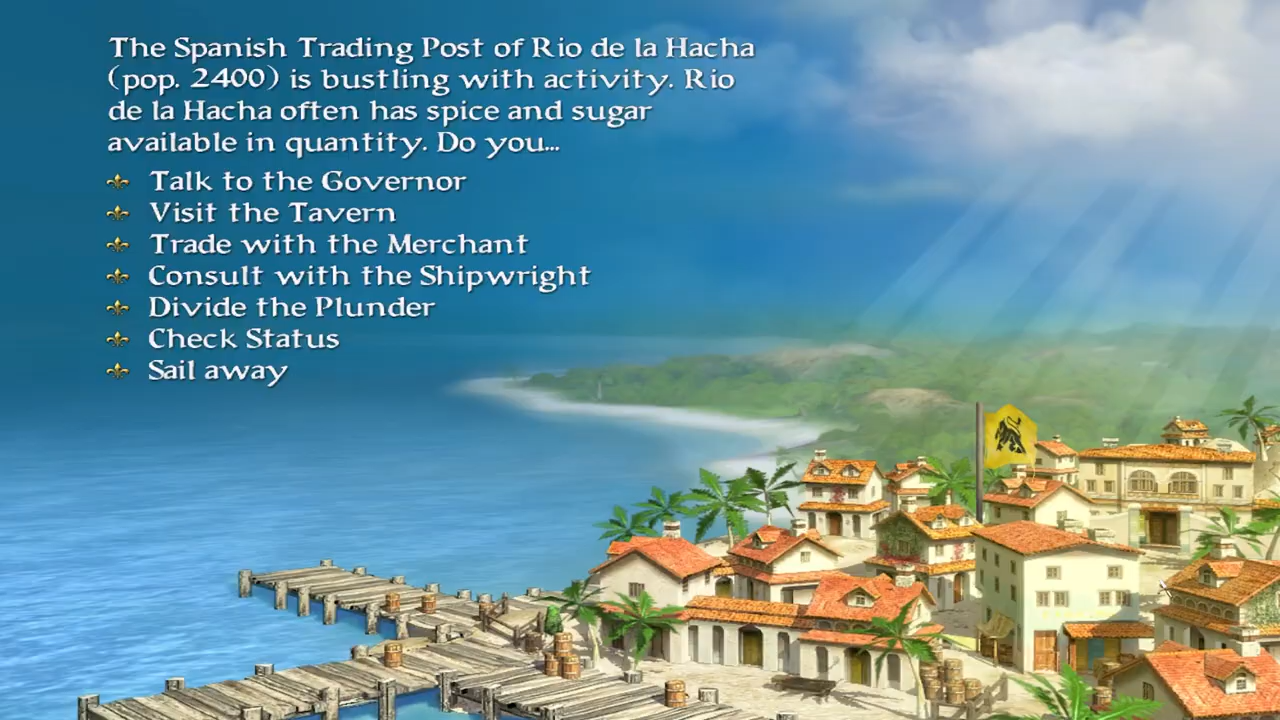 The Spanish Trading Post of Rio de la Hacha
(pop. 2400) is bustling with activity. Rio
de la Hacha often has spice and sugar
available in quantity. Do you...
Talk to the Governor
Visit the Tavern
Trade with the Merchant
Consult with the Shipwright
Divide the Plunder
Check Status
Sail away